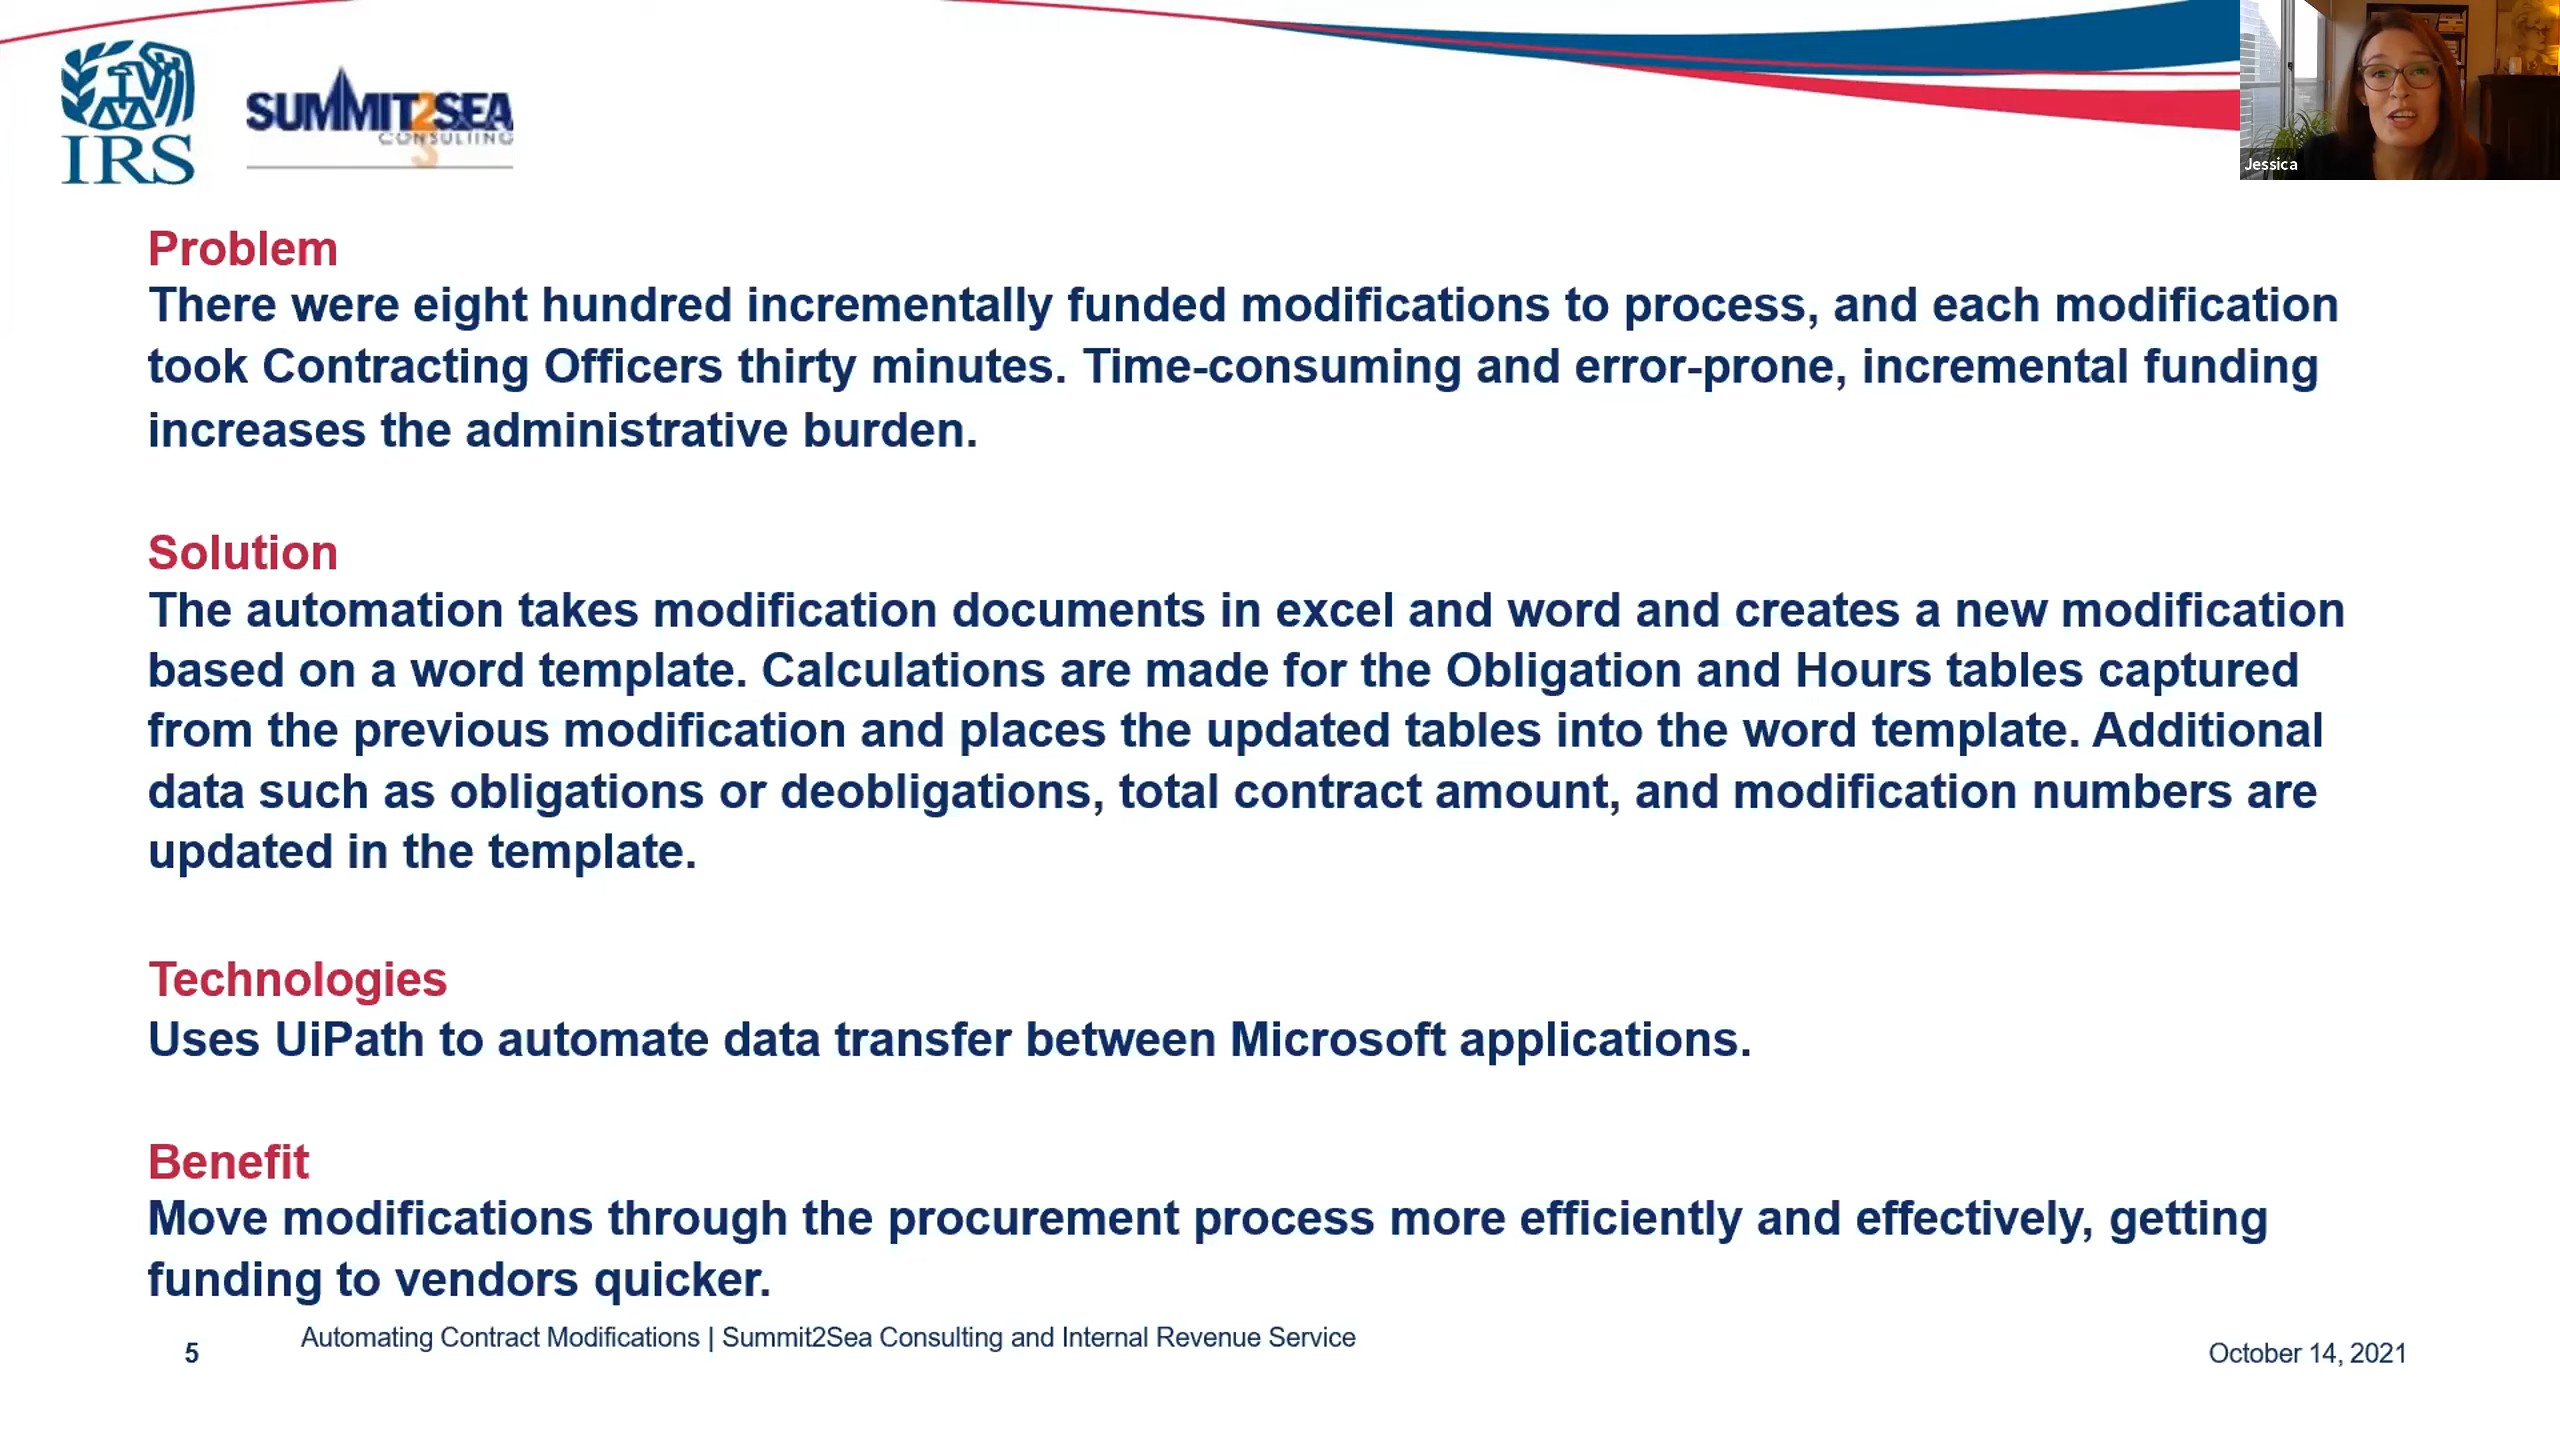 IRS
SUMMIT2SEA
CONSULTING
Jessica
Problem
There were eight hundred incrementally funded modifications to process, and each modification
took Contracting Officers thirty minutes. Time-consuming and error-prone, incremental funding
increases the administrative burden.
Solution
The automation takes modification documents in excel and word and creates a new modification
based on a word template. Calculations are made for the Obligation and Hours tables captured
from the previous modification and places the updated tables into the word template. Additional
data such as obligations or deobligations, total contract amount, and modification numbers are
updated in the template.
Technologies
Uses UiPath to automate data transfer between Microsoft applications.
Benefit
Move modifications through the procurement process more efficiently and effectively, getting
funding to vendors quicker.
5
Automating Contract Modifications | Summit2Sea Consulting and Internal Revenue Service
October 14, 2021